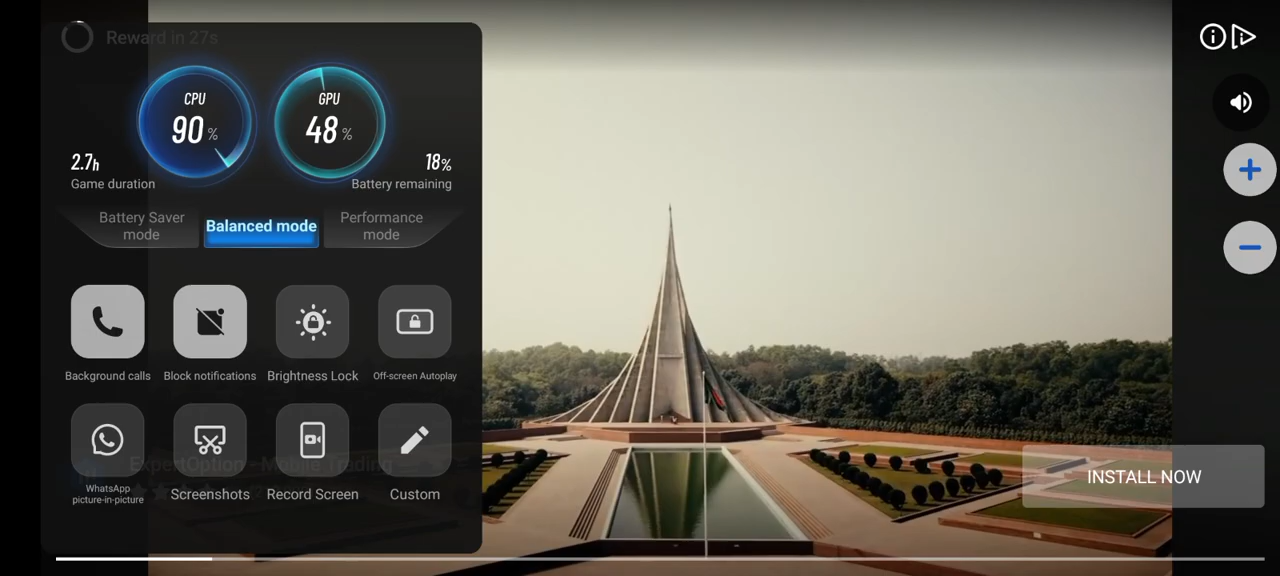 Reward in 27s
CPU
90 %
GPU
48 %
2.7h
Game duration
18%
Battery remaining
Battery Saver
mode
Balanced mode
Performance
mode
Background calls
Block notifications
Brightness Lock
Off-screen Autoplay
ExpertOption - Mobile Trading
WhatsApp
picture-in-picture
Screenshots
Record Screen
Custom
INSTALL NOW